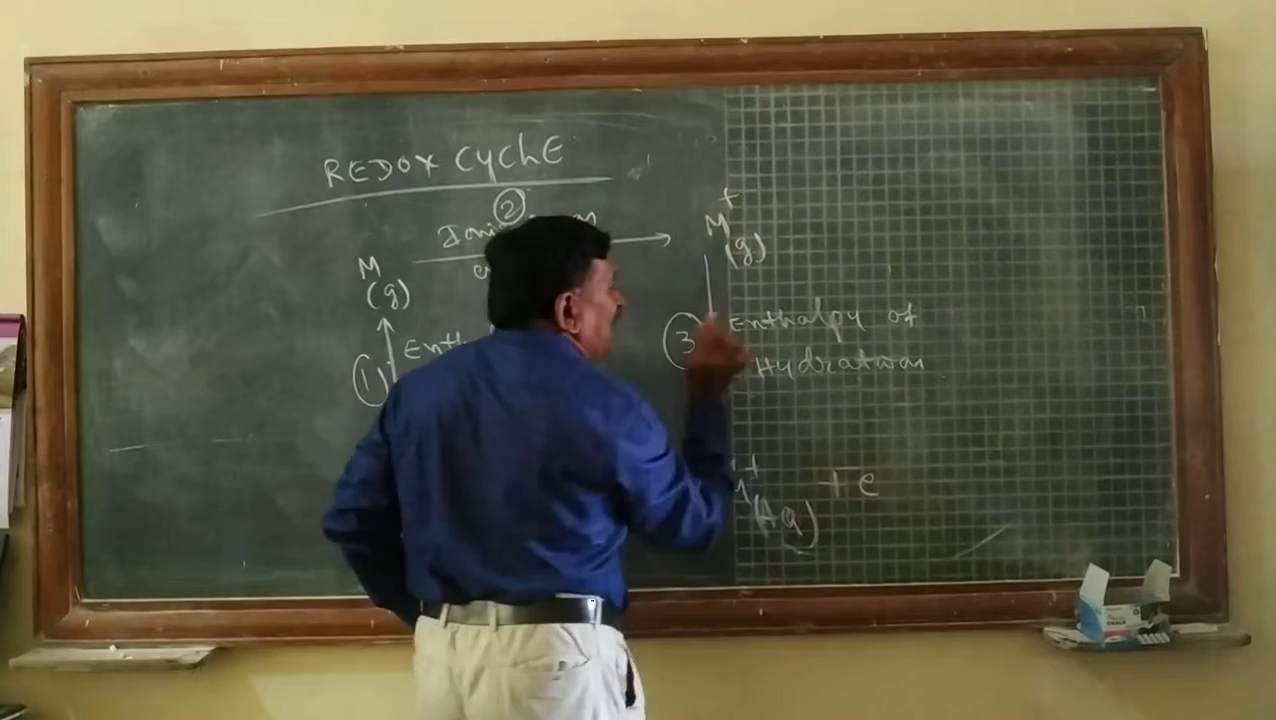 REDOX CYCLE
②
M⁺
(g)
M
(g)
①
③
Enthalpy of
Hydration
+ e
(Aq)